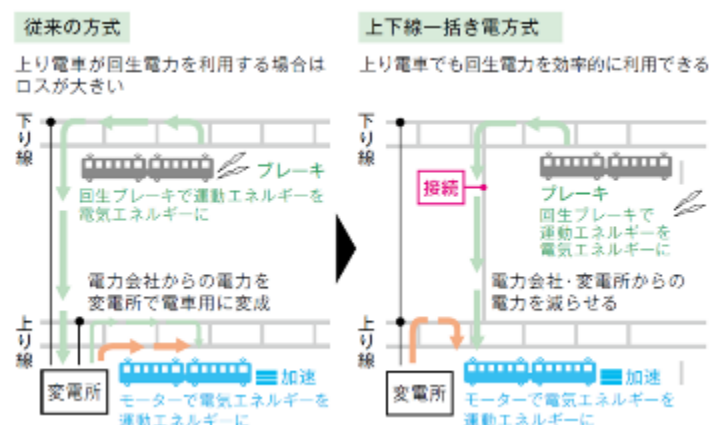 従来の方式
上り電車が回生電力を利用する場合は
ロスが大きい
下り線
ブレーキ
回生ブレーキで運動エネルギーを
電気エネルギーに
電力会社からの電力を
変電所で電車用に変成
上り線
変電所
加速
モーターで電気エネルギーを
運動エネルギーに
上下線一括き電方式
上り電車でも回生電力を効率的に利用できる
下り線
接続
ブレーキ
回生ブレーキで
運動エネルギーを
電気エネルギーに
電力会社・変電所からの
電力を減らせる
上り線
変電所
加速
モーターで電気エネルギーを
運動エネルギーに